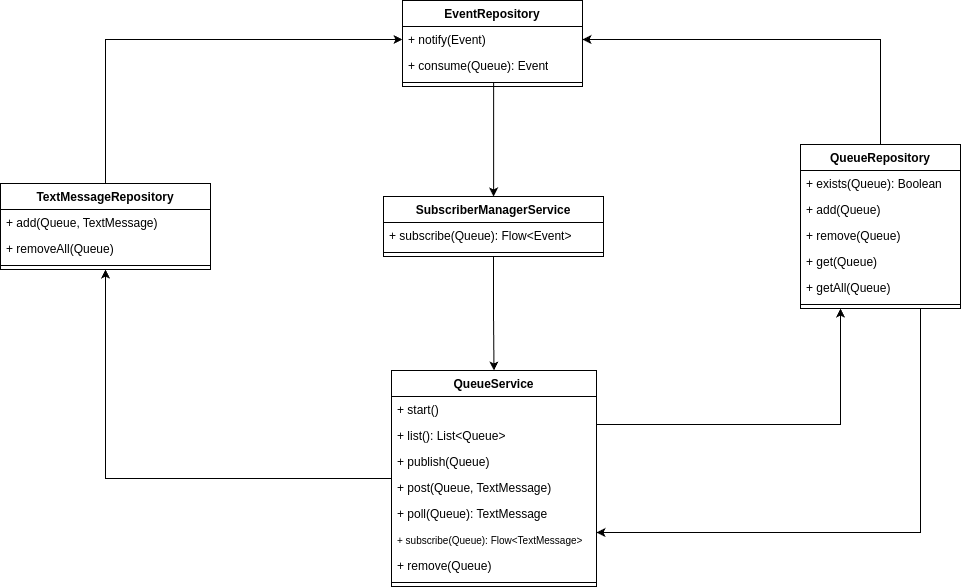 EventRepository
+ notify(Event)
+ consume(Queue): Event
QueueRepository
+ exists(Queue): Boolean
+ add(Queue)
+ remove(Queue)
+ get(Queue)
+ getAll(Queue)
TextMessageRepository
+ add(Queue, TextMessage)
+ removeAll(Queue)
SubscriberManagerService
+ subscribe(Queue): Flow<Event>
QueueService
+ start()
+ list(): List<Queue>
+ publish(Queue)
+ post(Queue, TextMessage)
+ poll(Queue): TextMessage
+ subscribe(Queue): Flow<TextMessage>
+ remove(Queue)